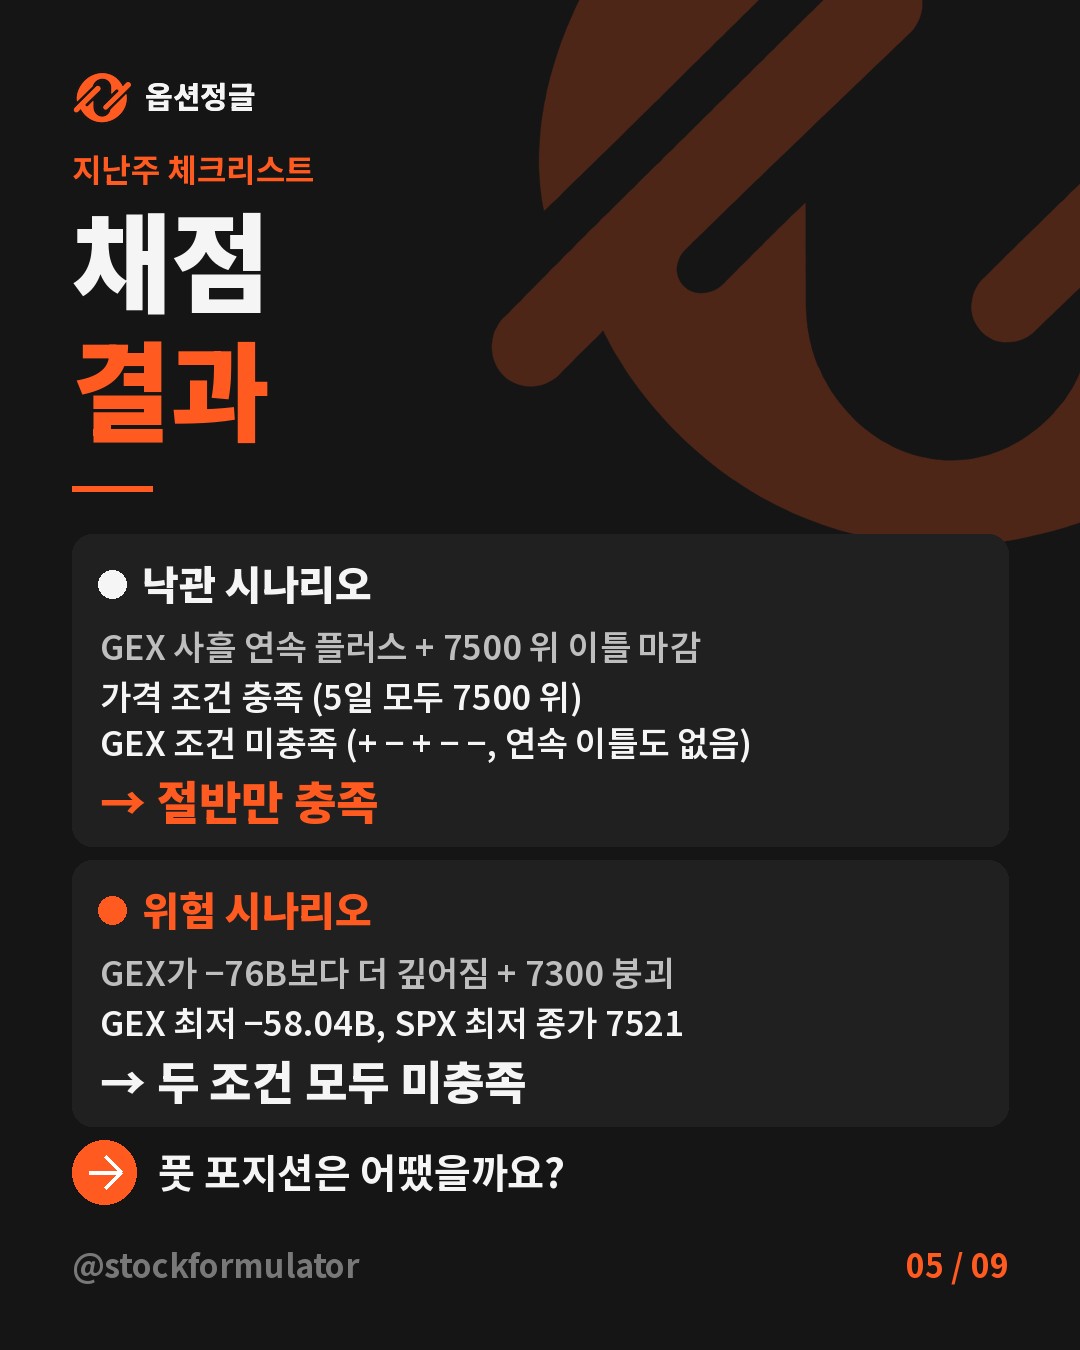 옵션정글
지난주 체크리스트
채점
결과
낙관 시나리오
GEX 사흘 연속 플러스 + 7500 위 이틀 마감
가격 조건 충족 (5일 모두 7500 위)
GEX 조건 미충족 (+ − + − −, 연속 이틀도 없음)
→ 절반만 충족
위험 시나리오
GEX가 −76B보다 더 깊어짐 + 7300 붕괴
GEX 최저 −58.04B, SPX 최저 종가 7521
→ 두 조건 모두 미충족
풋 포지션은 어땠을까요?
@stockformulator
05 / 09